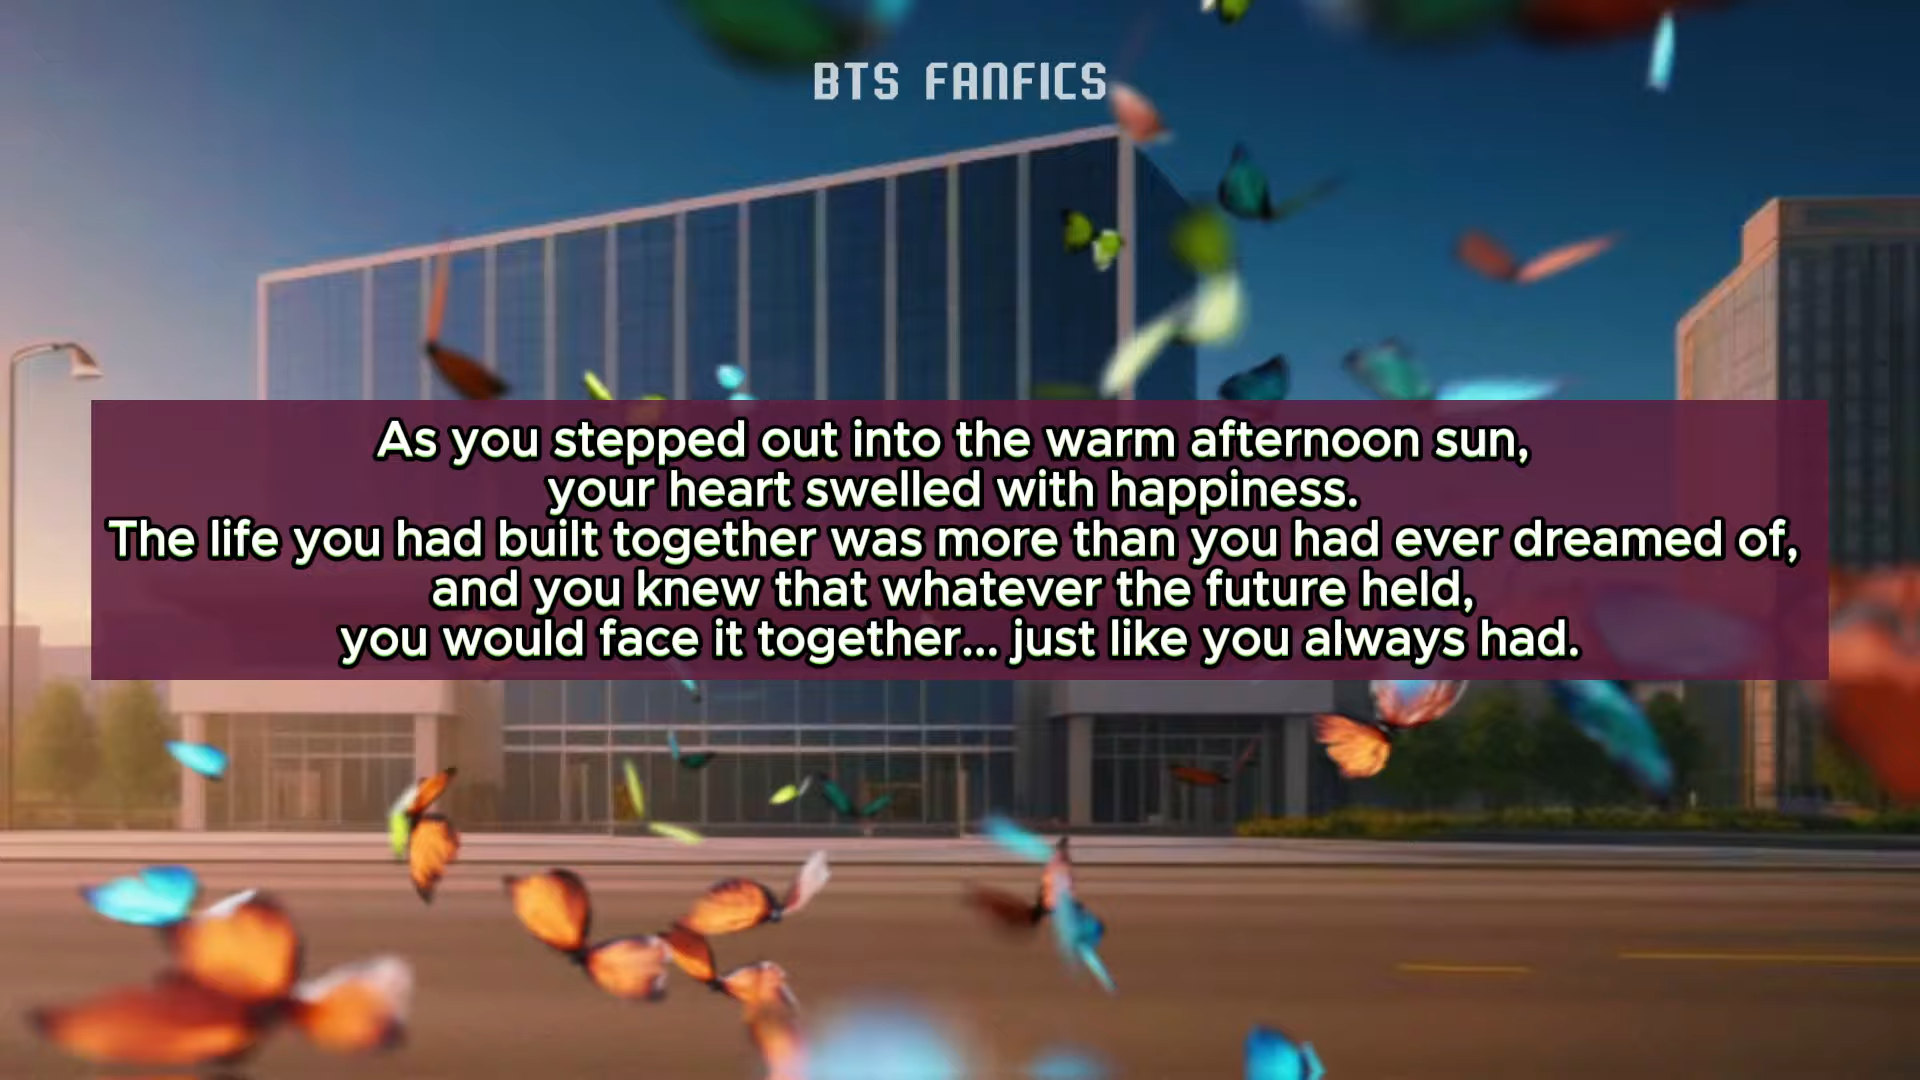 BTS FANFICS
As you stepped out into the warm afternoon sun,
your heart swelled with happiness.
The life you had built together was more than you had ever dreamed of,
and you knew that whatever the future held,
you would face it together... just like you always had.